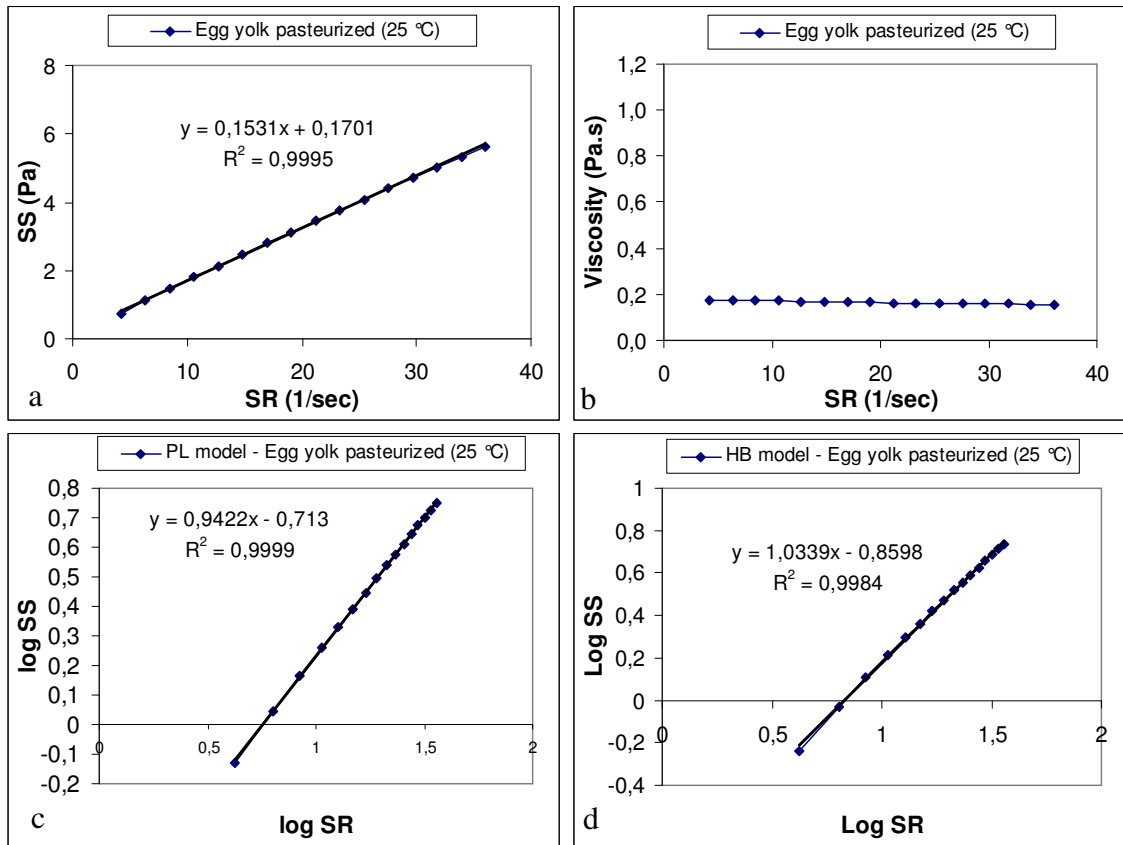 Egg yolk pasteurized (25 °C)
SS (Pa)
8
6
4
2
0
y = 0,1531x + 0,1701
R² = 0,9995
0 10 20 30 40
SR (1/sec)
a
Egg yolk pasteurized (25 °C)
Viscosity (Pa.s)
1,2
1,0
0,8
0,6
0,4
0,2
0,0
0 10 20 30 40
SR (1/sec)
b
PL model - Egg yolk pasteurized (25 °C)
log SS
0,8
0,7
0,6
0,5
0,4
0,3
0,2
0,1
0
-0,1
-0,2
y = 0,9422x - 0,713
R² = 0,9999
0 0,5 1 1,5 2
log SR
c
HB model - Egg yolk pasteurized (25 °C)
Log SS
1
0,8
0,6
0,4
0,2
0
-0,2
-0,4
y = 1,0339x - 0,8598
R² = 0,9984
0 0,5 1 1,5 2
Log SR
d